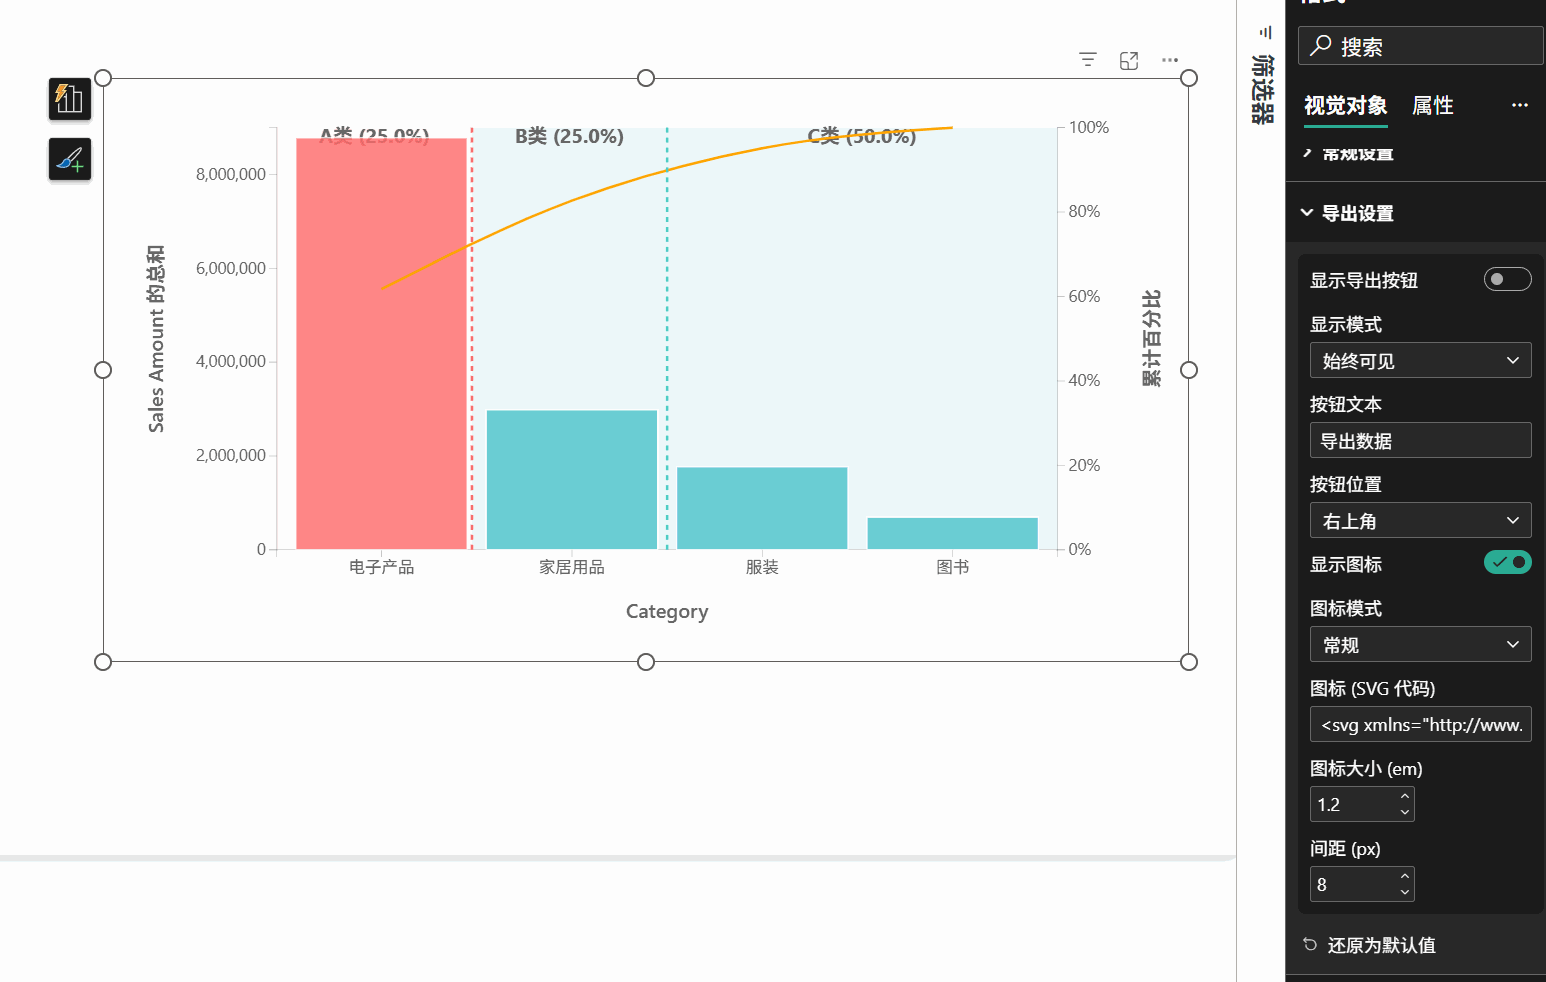 A类 (25.0%)
B类 (25.0%)
C类 (50.0%)
100%
8,000,000
80%
6,000,000
60%
4,000,000
40%
2,000,000
20%
0
0%
Sales Amount 的总和
累计百分比
电子产品
家居用品
服装
图书
Category
筛选器
搜索
视觉对象
属性
常规设置
导出设置
显示导出按钮
显示模式
始终可见
按钮文本
导出数据
按钮位置
右上角
显示图标
图标模式
常规
图标 (SVG 代码)
<svg xmlns="http://www.
图标大小 (em)
1.2
间距 (px)
8
还原为默认值